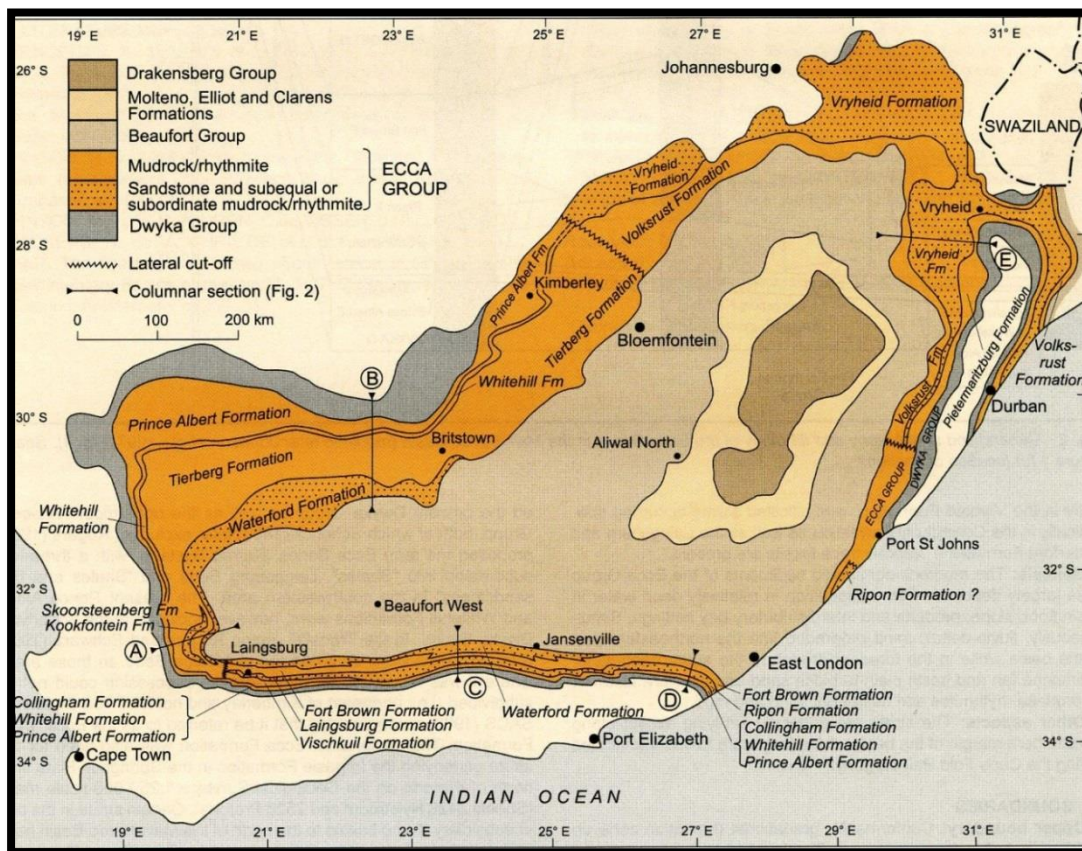 19° E
21° E
23° E
25° E
27° E
29° E
31° E
26° S
28° S
30° S
32° S
34° S
Drakensberg Group
Molteno, Elliot and Clarens
Formations
Beaufort Group
Mudrock/rhythmite
Sandstone and subequal or
subordinate mudrock/rhythmite
ECCA
GROUP
Dwyka Group
Lateral cut-off
Columnar section (Fig. 2)
0 100 200 km
Johannesburg
Vryheid Formation
SWAZILAND
Vryheid
Formation
Volksrust Formation
Vryheid
Vryheid
Fm
E
Prince Albert Fm
Kimberley
Tierberg Formation
Whitehill Fm
Bloemfontein
Pietermaritzburg Formation
Volks-
rust
Formation
Volksrust Fm
DWYKA GROUP
Durban
B
Prince Albert Formation
Britstown
Aliwal North
Tierberg Formation
Waterford Formation
ECCA GROUP
Port St Johns
Whitehill
Formation
32° S
Ripon Formation ?
Beaufort West
Skoorsteenberg Fm
Kookfontein Fm
A
Laingsburg
Jansenville
East London
C
D
Collingham Formation
Whitehill Formation
Prince Albert Formation
Fort Brown Formation
Laingsburg Formation
Vischkuil Formation
Waterford Formation
Fort Brown Formation
Ripon Formation
Collingham Formation
Whitehill Formation
Prince Albert Formation
Port Elizabeth
Cape Town
34° S
INDIAN OCEAN
19° E
21° E
23° E
25° E
27° E
29° E
31° E